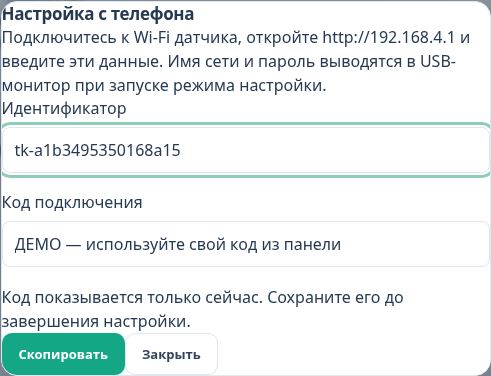 Настройка с телефона
Подключитесь к Wi-Fi датчика, откройте http://192.168.4.1 и
введите эти данные. Имя сети и пароль выводятся в USB-
монитор при запуске режима настройки.
Идентификатор
tk-a1b3495350168a15
Код подключения
ДЕМО — используйте свой код из панели
Код показывается только сейчас. Сохраните его до
завершения настройки.
Скопировать
Закрыть